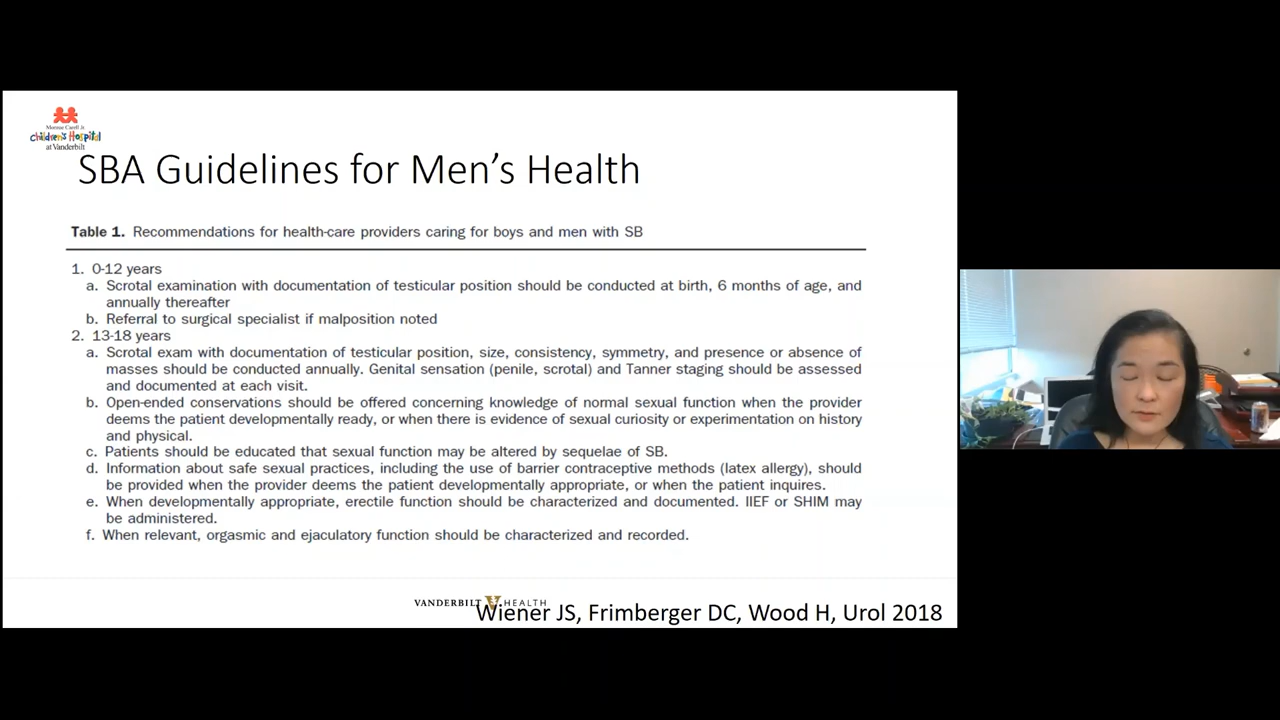 Monroe Carell Jr.
Children's Hospital
at Vanderbilt
SBA Guidelines for Men's Health
Table 1. Recommendations for health-care providers caring for boys and men with SB
1. 0-12 years
a. Scrotal examination with documentation of testicular position should be conducted at birth, 6 months of age, and
annually thereafter
b. Referral to surgical specialist if malposition noted
2. 13-18 years
a. Scrotal exam with documentation of testicular position, size, consistency, symmetry, and presence or absence of
masses should be conducted annually. Genital sensation (penile, scrotal) and Tanner staging should be assessed
and documented at each visit.
b. Open-ended conservations should be offered concerning knowledge of normal sexual function when the provider
deems the patient developmentally ready, or when there is evidence of sexual curiosity or experimentation on history
and physical.
c. Patients should be educated that sexual function may be altered by sequelae of SB.
d. Information about safe sexual practices, including the use of barrier contraceptive methods (latex allergy), should
be provided when the provider deems the patient developmentally appropriate, or when the patient inquires.
e. When developmentally appropriate, erectile function should be characterized and documented. IIEF or SHIM may
be administered.
f. When relevant, orgasmic and ejaculatory function should be characterized and recorded.
VANDERBILT HEALTH
Wiener JS, Frimberger DC, Wood H, Urol 2018